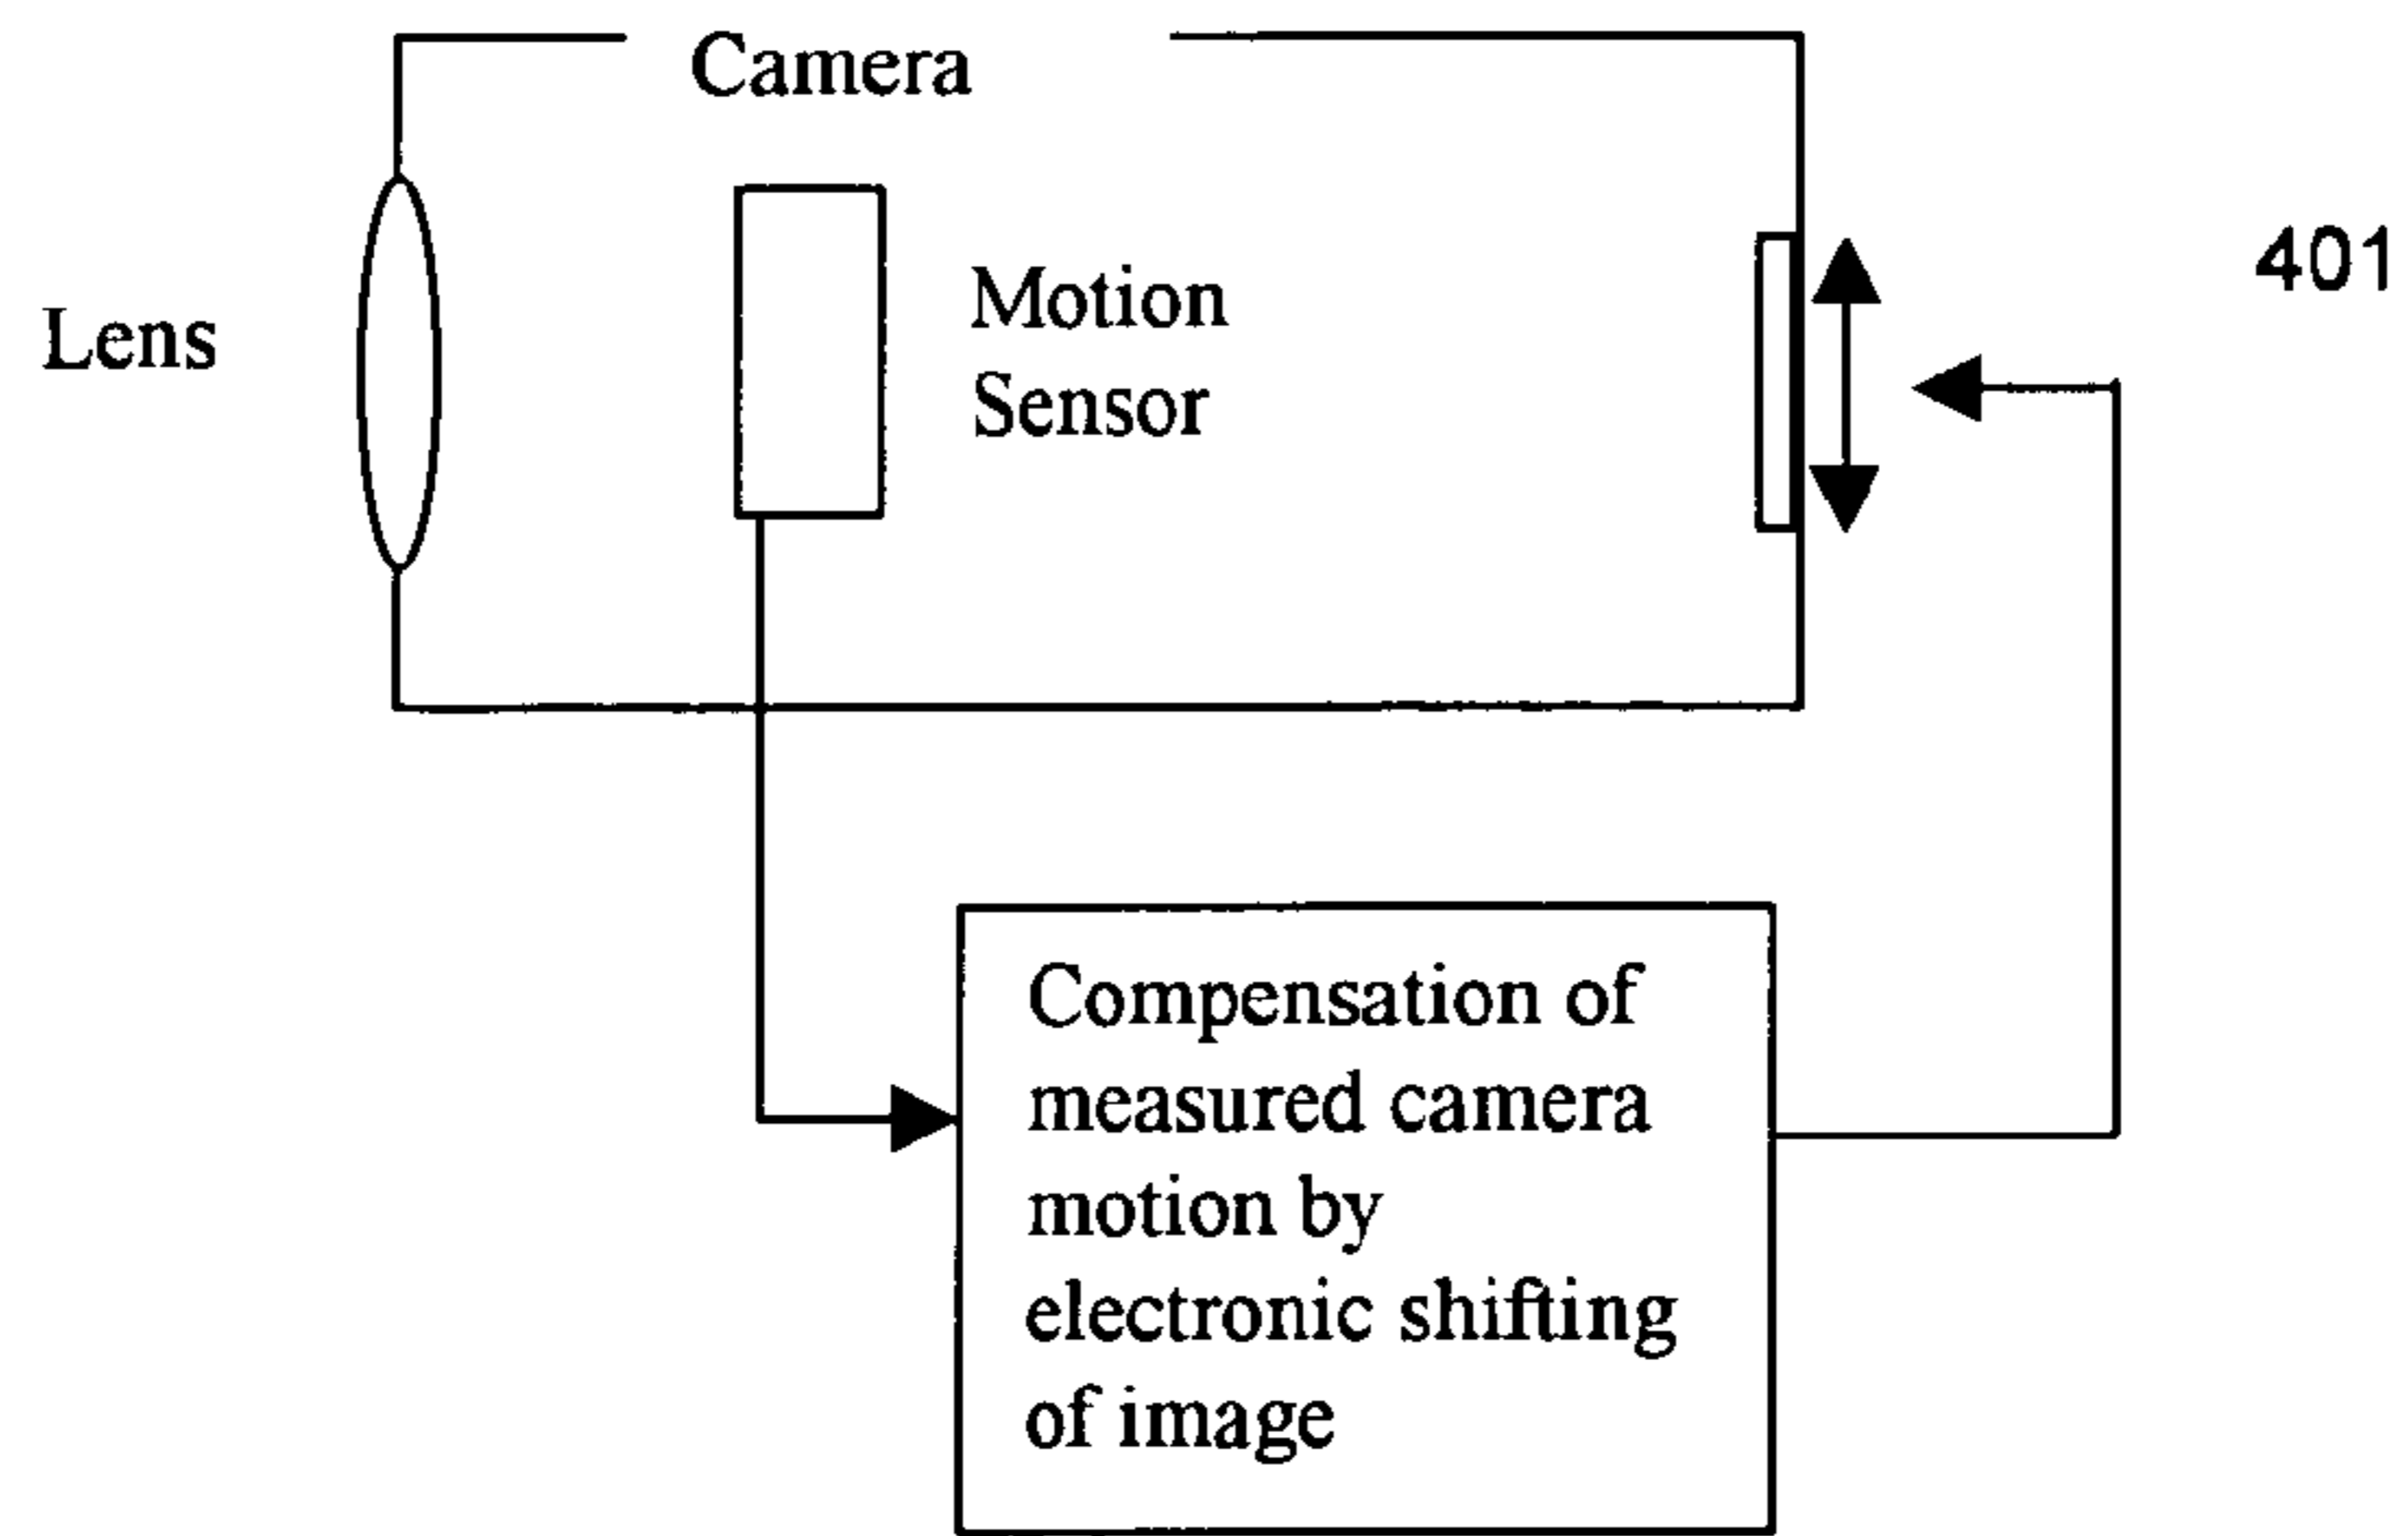 Camera
Lens
Motion
Sensor
401
Compensation of
measured camera
motion by
electronic shifting
of image